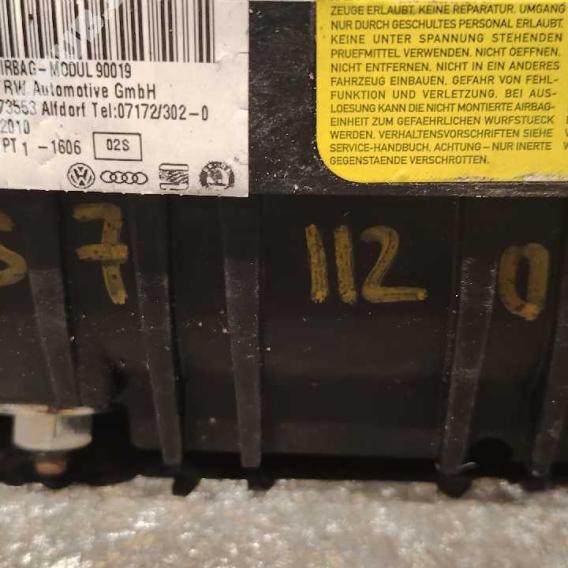 AIRBAG-MODUL 90019
TRW Automotive GmbH
73553 Alfdorf Tel:07172/302-0
2010
PT 1 -1606 02S
ZEUGE ERLAUBT. KEINE REPARATUR. UMGANG
NUR DURCH GESCHULTES PERSONAL ERLAUBT.
KEINE UNTER SPANNUNG STEHENDEN
PRUEFMITTEL VERWENDEN. NICHT OEFFNEN.
NICHT ENTFERNEN. NICHT IN EIN ANDERES
FAHRZEUG EINBAUEN. GEFAHR VON FEHL-
FUNKTION UND VERLETZUNG. BEI AUS-
LOESUNG KANN DIE NICHT MONTIERTE AIRBAG-
EINHEIT ZUM GEFAEHRLICHEN WURFSTUECK
WERDEN. VERHALTENSVORSCHRIFTEN SIEHE
SERVICE-HANDBUCH. ACHTUNG - NUR INERTE
GEGENSTAENDE VERWERTSCHROTTEN.
7 112 0